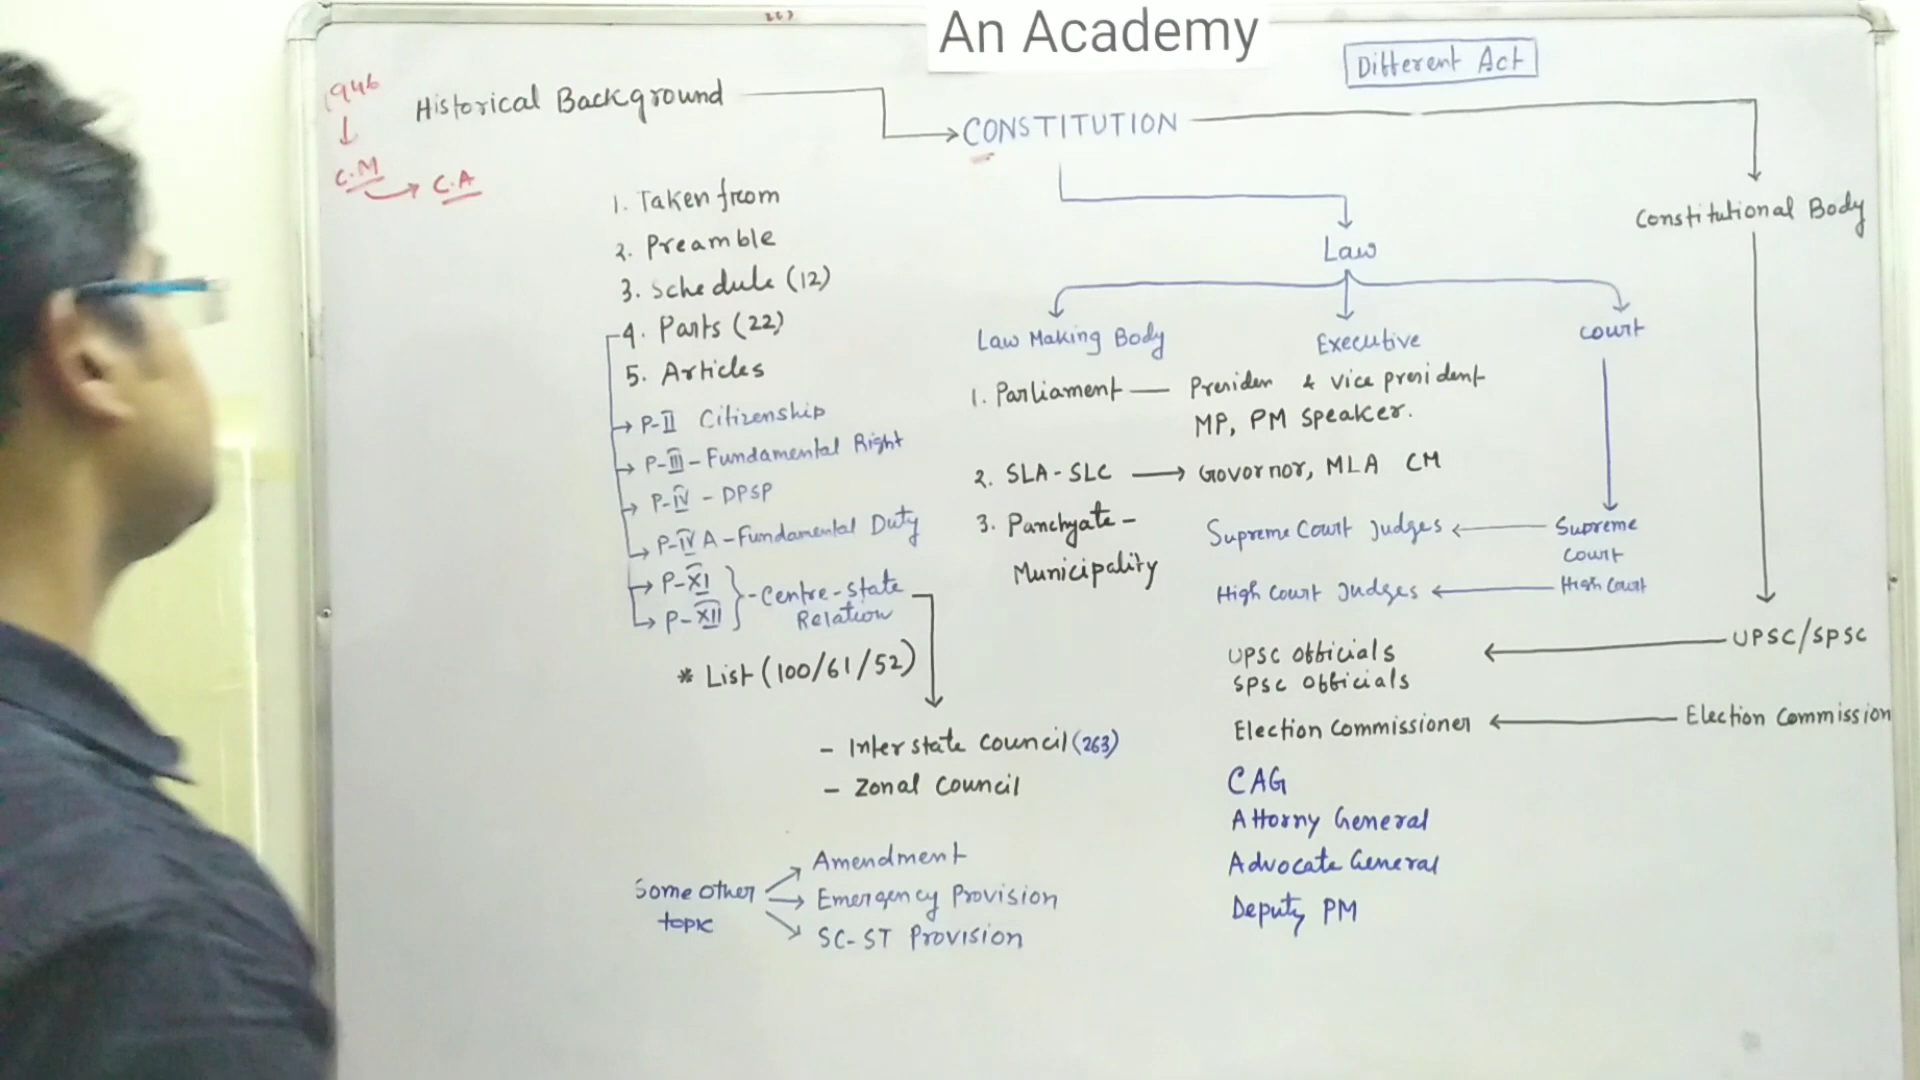 An Academy
Different Act
1946
C.M
C.A
Historical Background
CONSTITUTION
1. Taken from
2. Preamble
3. Schedule (12)
4. Parts (22)
5. Articles
P-II Citizenship
P-III - Fundamental Right
P-IV - DPSP
P-IV A - Fundamental Duty
P-XI
P-XII
- Centre-state
Relation
* List (100/61/52)
- Inter state council (263)
- Zonal Council
Some other
topic
Amendment
Emergency Provision
SC-ST Provision
Law
Law Making Body
Executive
court
1. Parliament — Presiden & vice president
MP, PM speaker.
2. SLA - SLC → Governor, MLA CM
3. Panchyate -
Municipality
Supreme Court Judges
Supreme
Court
High Court Judges
High Court
Constitutional Body
UPSC Officials
SPSC Officials
UPSC/SPSC
Election Commissioner
Election Commission
CAG
Attorny General
Advocate General
Deputy PM